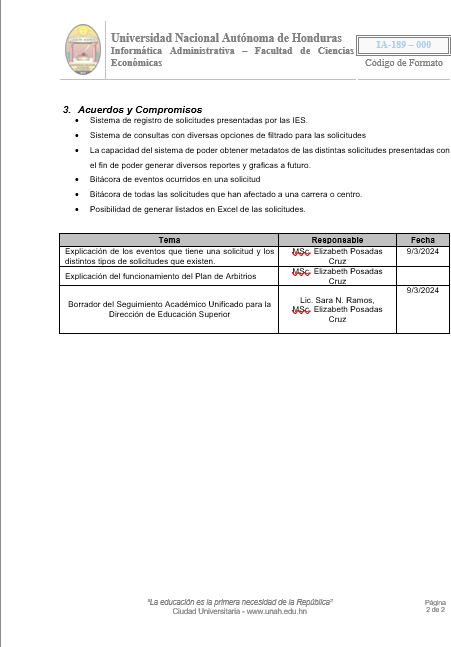 Universidad Nacional Autónoma de Honduras
Informática Administrativa – Facultad de Ciencias
Económicas
IA-189 – 000
Código de Formato
3. Acuerdos y Compromisos
• Sistema de registro de solicitudes presentadas por las IES.
• Sistema de consultas con diversas opciones de filtrado para las solicitudes
• La capacidad del sistema de poder obtener metadatos de las distintas solicitudes presentadas con
el fin de poder generar diversos reportes y graficas a futuro.
• Bitácora de eventos ocurridos en una solicitud
• Bitácora de todas las solicitudes que han afectado a una carrera o centro.
• Posibilidad de generar listados en Excel de las solicitudes.
Tema Responsable Fecha
Explicación de los eventos que tiene una solicitud y los
distintos tipos de solicitudes que existen.
MSc. Elizabeth Posadas
Cruz
9/3/2024
Explicación del funcionamiento del Plan de Arbitrios
MSc. Elizabeth Posadas
Cruz
Borrador del Seguimiento Académico Unificado para la
Dirección de Educación Superior
Lic. Sara N. Ramos,
MSc. Elizabeth Posadas
Cruz
9/3/2024
"La educación es la primera necesidad de la República"
Ciudad Universitaria - www.unah.edu.hn
Página
2 de 2